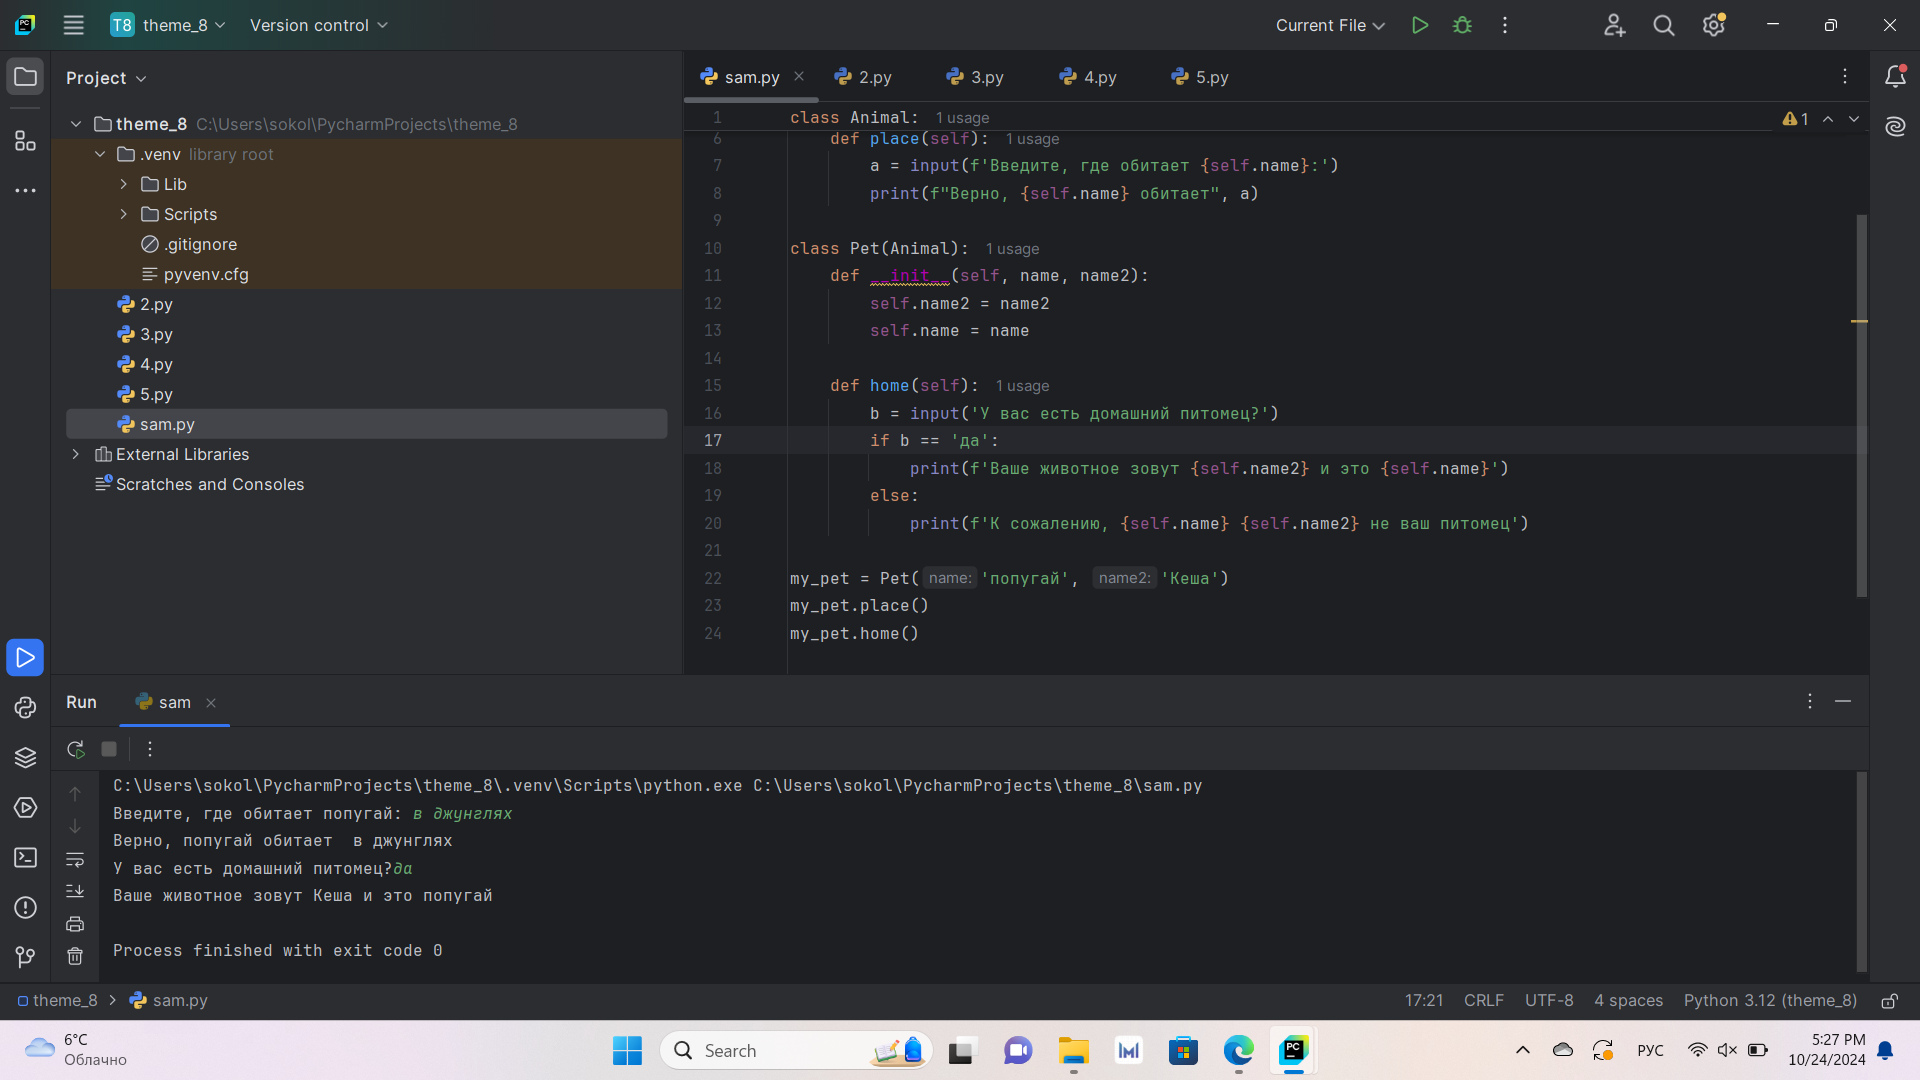 T8 theme_8 Version control Current File
Project
sam.py 2.py 3.py 4.py 5.py
theme_8 C:\Users\sokol\PycharmProjects\theme_8
.venv library root
Lib
Scripts
.gitignore
pyvenv.cfg
2.py
3.py
4.py
5.py
sam.py
External Libraries
Scratches and Consoles
1 class Animal: 1 usage
1
6 def place(self): 1 usage
7 a = input(f'Введите, где обитает {self.name}:')
8 print(f"Верно, {self.name} обитает", a)
9
10 class Pet(Animal): 1 usage
11 def __init__(self, name, name2):
12 self.name2 = name2
13 self.name = name
14
15 def home(self): 1 usage
16 b = input('У вас есть домашний питомец?')
17 if b == 'да':
18 print(f'Ваше животное зовут {self.name2} и это {self.name}')
19 else:
20 print(f'К сожалению, {self.name} {self.name2} не ваш питомец')
21
22 my_pet = Pet( name: 'попугай', name2: 'Кеша')
23 my_pet.place()
24 my_pet.home()
Run sam
C:\Users\sokol\PycharmProjects\theme_8\.venv\Scripts\python.exe C:\Users\sokol\PycharmProjects\theme_8\sam.py
Введите, где обитает попугай: в джунглях
Верно, попугай обитает  в джунглях
У вас есть домашний питомец?да
Ваше животное зовут Кеша и это попугай
Process finished with exit code 0
theme_8 > sam.py 17:21 CRLF UTF-8 4 spaces Python 3.12 (theme_8)
6°C
Облачно
Search
РУС
5:27 PM
10/24/2024